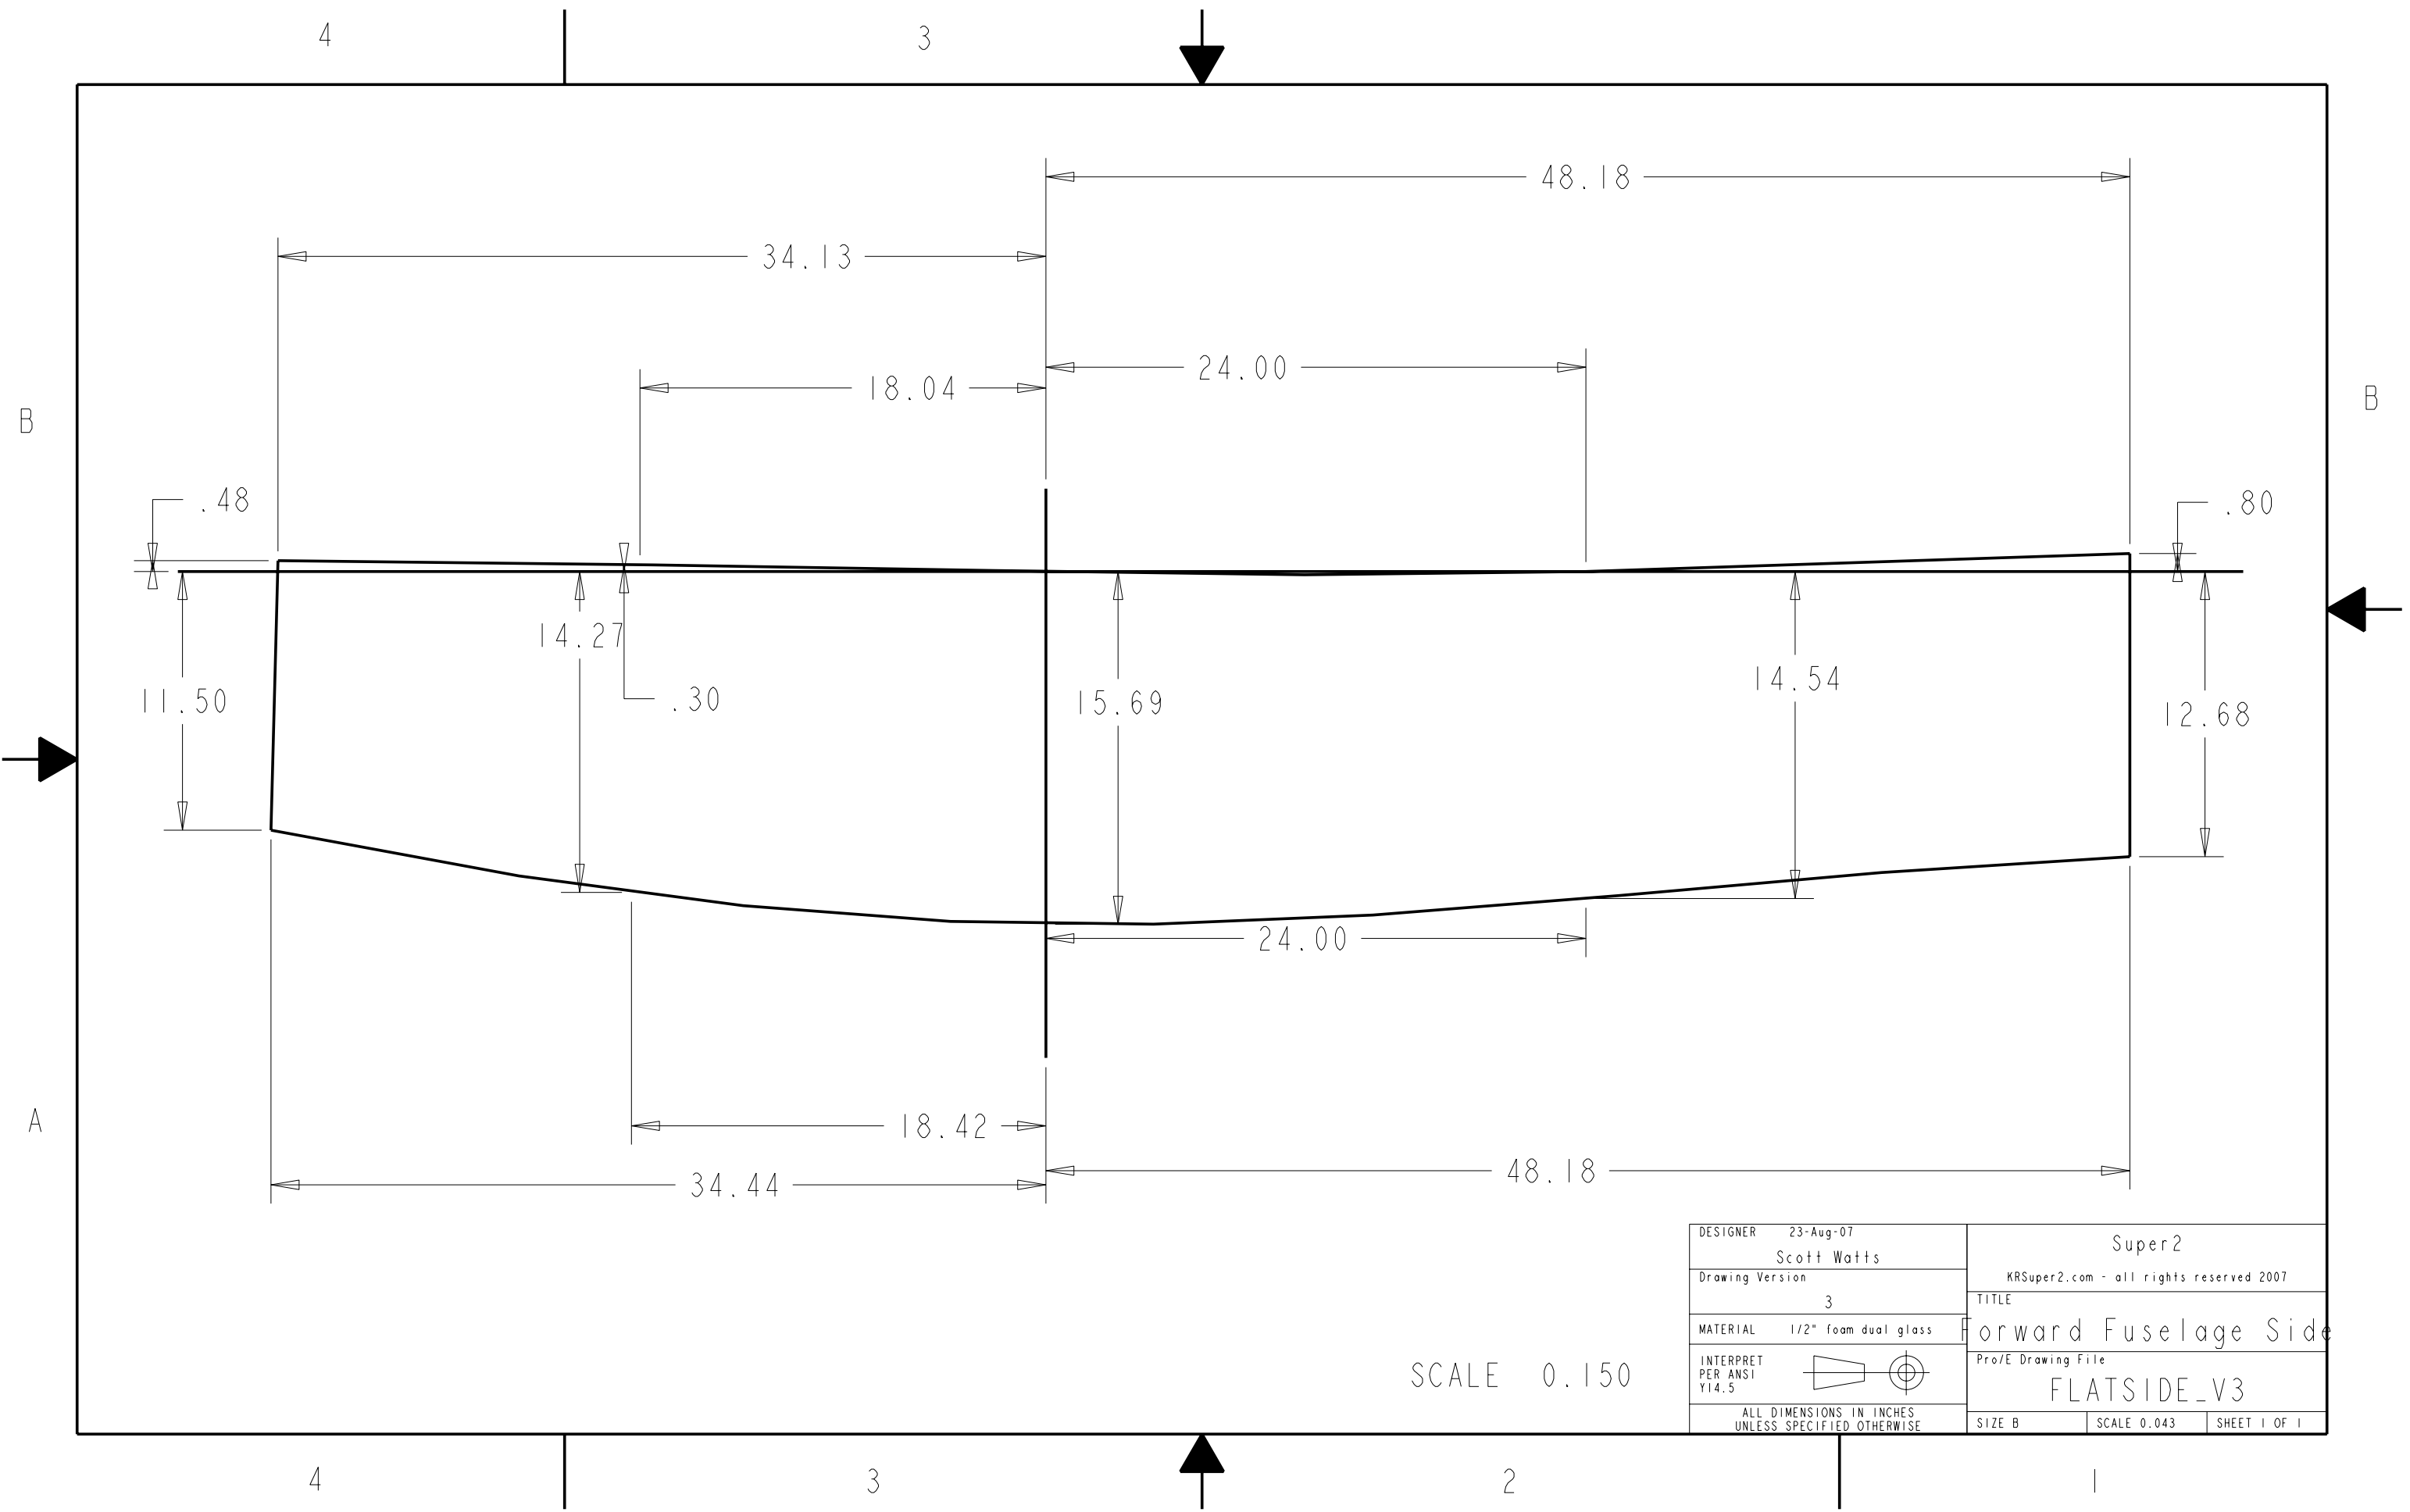 4
3
48.18
34.13
24.00
18.04
B
B
.48
.80
14.27
14.54
11.50
.30
15.69
12.68
24.00
A
18.42
48.18
34.44
DESIGNER 23-Aug-07
Scott Watts
Drawing Version
3
MATERIAL 1/2" foam dual glass
INTERPRET
PER ANSI
Y14.5
ALL DIMENSIONS IN INCHES
UNLESS SPECIFIED OTHERWISE
Super2
KRSuper2.com - all rights reserved 2007
TITLE
Forward Fuselage Side
Pro/E Drawing File
FLATSIDE_V3
SIZE B
SCALE 0.043
SHEET 1 OF 1
SCALE 0.150
4
3
2
1